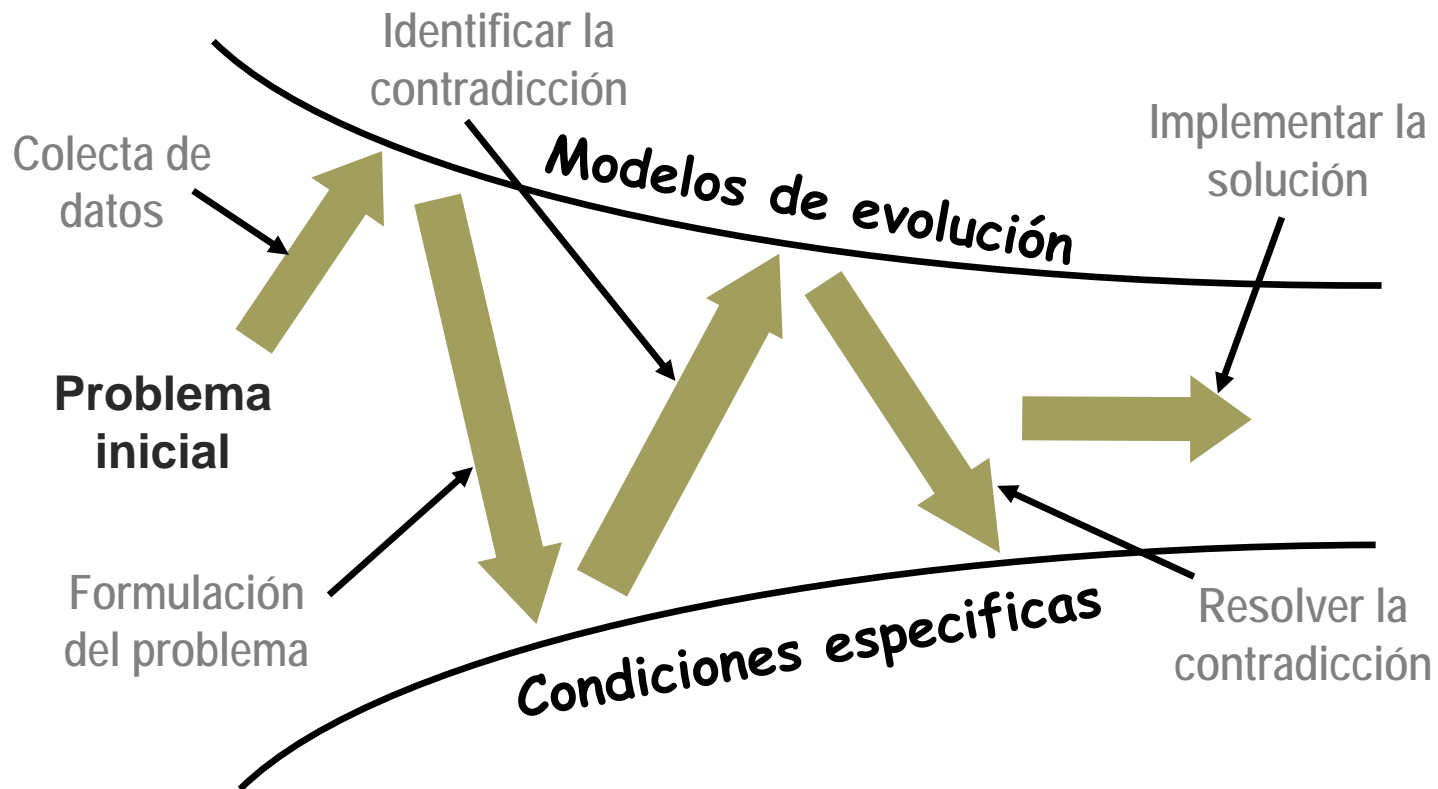 Identificar la
contradicción
Colecta de
datos
Modelos de evolución
Implementar la
solución
Problema
inicial
Formulación
del problema
Condiciones especificas
Resolver la
contradicción